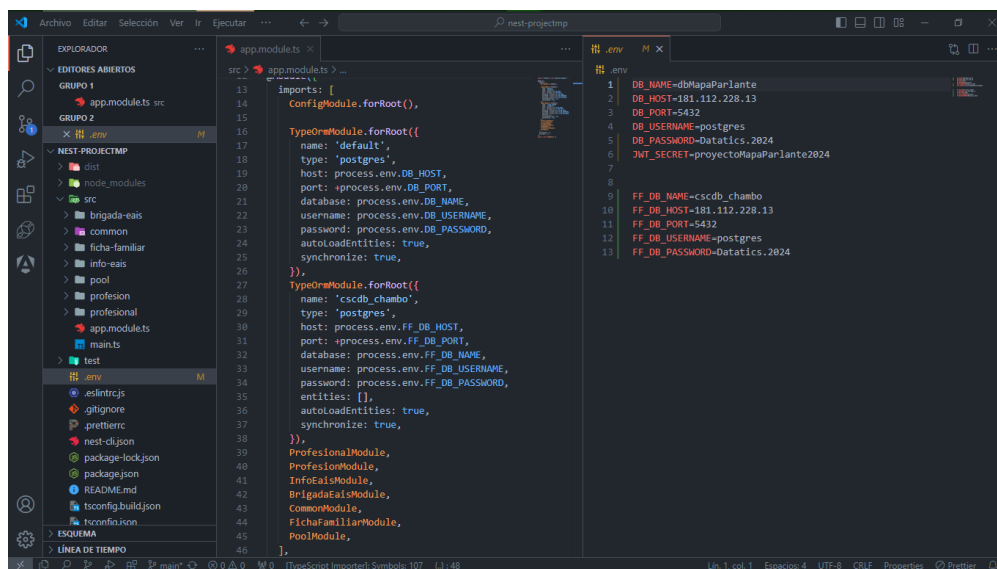 Archivo Editar Selección Ver Ir Ejecutar ··· nest-projectmp
EXPLORADOR ···
EDITORES ABIERTOS
GRUPO 1
app.module.ts src
GRUPO 2
.env M
NEST-PROJECTMP
dist
node_modules
src
brigada-eais
common
ficha-familiar
info-eais
pool
profesion
profesional
app.module.ts
main.ts
test
.env M
.eslintrc.js
.gitignore
.prettierrc
nest-cli.json
package-lock.json
package.json
README.md
tsconfig.build.json
tsconfig.json
ESQUEMA
LÍNEA DE TIEMPO
app.module.ts
src > app.module.ts > ...
13 imports: [
14 ConfigModule.forRoot(),
15
16 TypeOrmModule.forRoot({
17 name: 'default',
18 type: 'postgres',
19 host: process.env.DB_HOST,
20 port: +process.env.DB_PORT,
21 database: process.env.DB_NAME,
22 username: process.env.DB_USERNAME,
23 password: process.env.DB_PASSWORD,
24 autoLoadEntities: true,
25 synchronize: true,
26 }),
27 TypeOrmModule.forRoot({
28 name: 'cscdb_chambo',
29 type: 'postgres',
30 host: process.env.FF_DB_HOST,
31 port: +process.env.FF_DB_PORT,
32 database: process.env.FF_DB_NAME,
33 username: process.env.FF_DB_USERNAME,
34 password: process.env.FF_DB_PASSWORD,
35 entities: [],
36 autoLoadEntities: true,
37 synchronize: true,
38 }),
39 ProfesionalModule,
40 ProfesionModule,
41 InfoEaisModule,
42 BrigadaEaisModule,
43 CommonModule,
44 FichaFamiliarModule,
45 PoolModule,
46 ],
.env M
.env
1 DB_NAME=dbMapaParlante
2 DB_HOST=181.112.228.13
3 DB_PORT=5432
4 DB_USERNAME=postgres
5 DB_PASSWORD=Datatics.2024
6 JWT_SECRET=proyectoMapaParlante2024
7
8
9 FF_DB_NAME=cscdb_chambo
10 FF_DB_HOST=181.112.228.13
11 FF_DB_PORT=5432
12 FF_DB_USERNAME=postgres
13 FF_DB_PASSWORD=Datatics.2024
main* 0 0 0 [TypeScript Importer]: Symbols: 107 {.} : 48 Lín. 1, col. 1 Espacios: 4 UTF-8 CRLF Properties Prettier